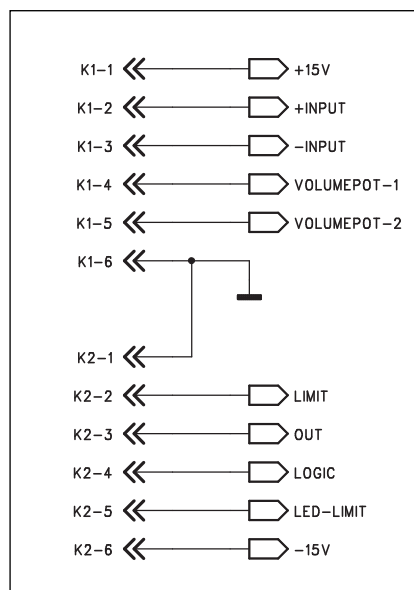 K1-1 +15V
K1-2 +INPUT
K1-3 -INPUT
K1-4 VOLUMEPOT-1
K1-5 VOLUMEPOT-2
K1-6
K2-1
K2-2 LIMIT
K2-3 OUT
K2-4 LOGIC
K2-5 LED-LIMIT
K2-6 -15V